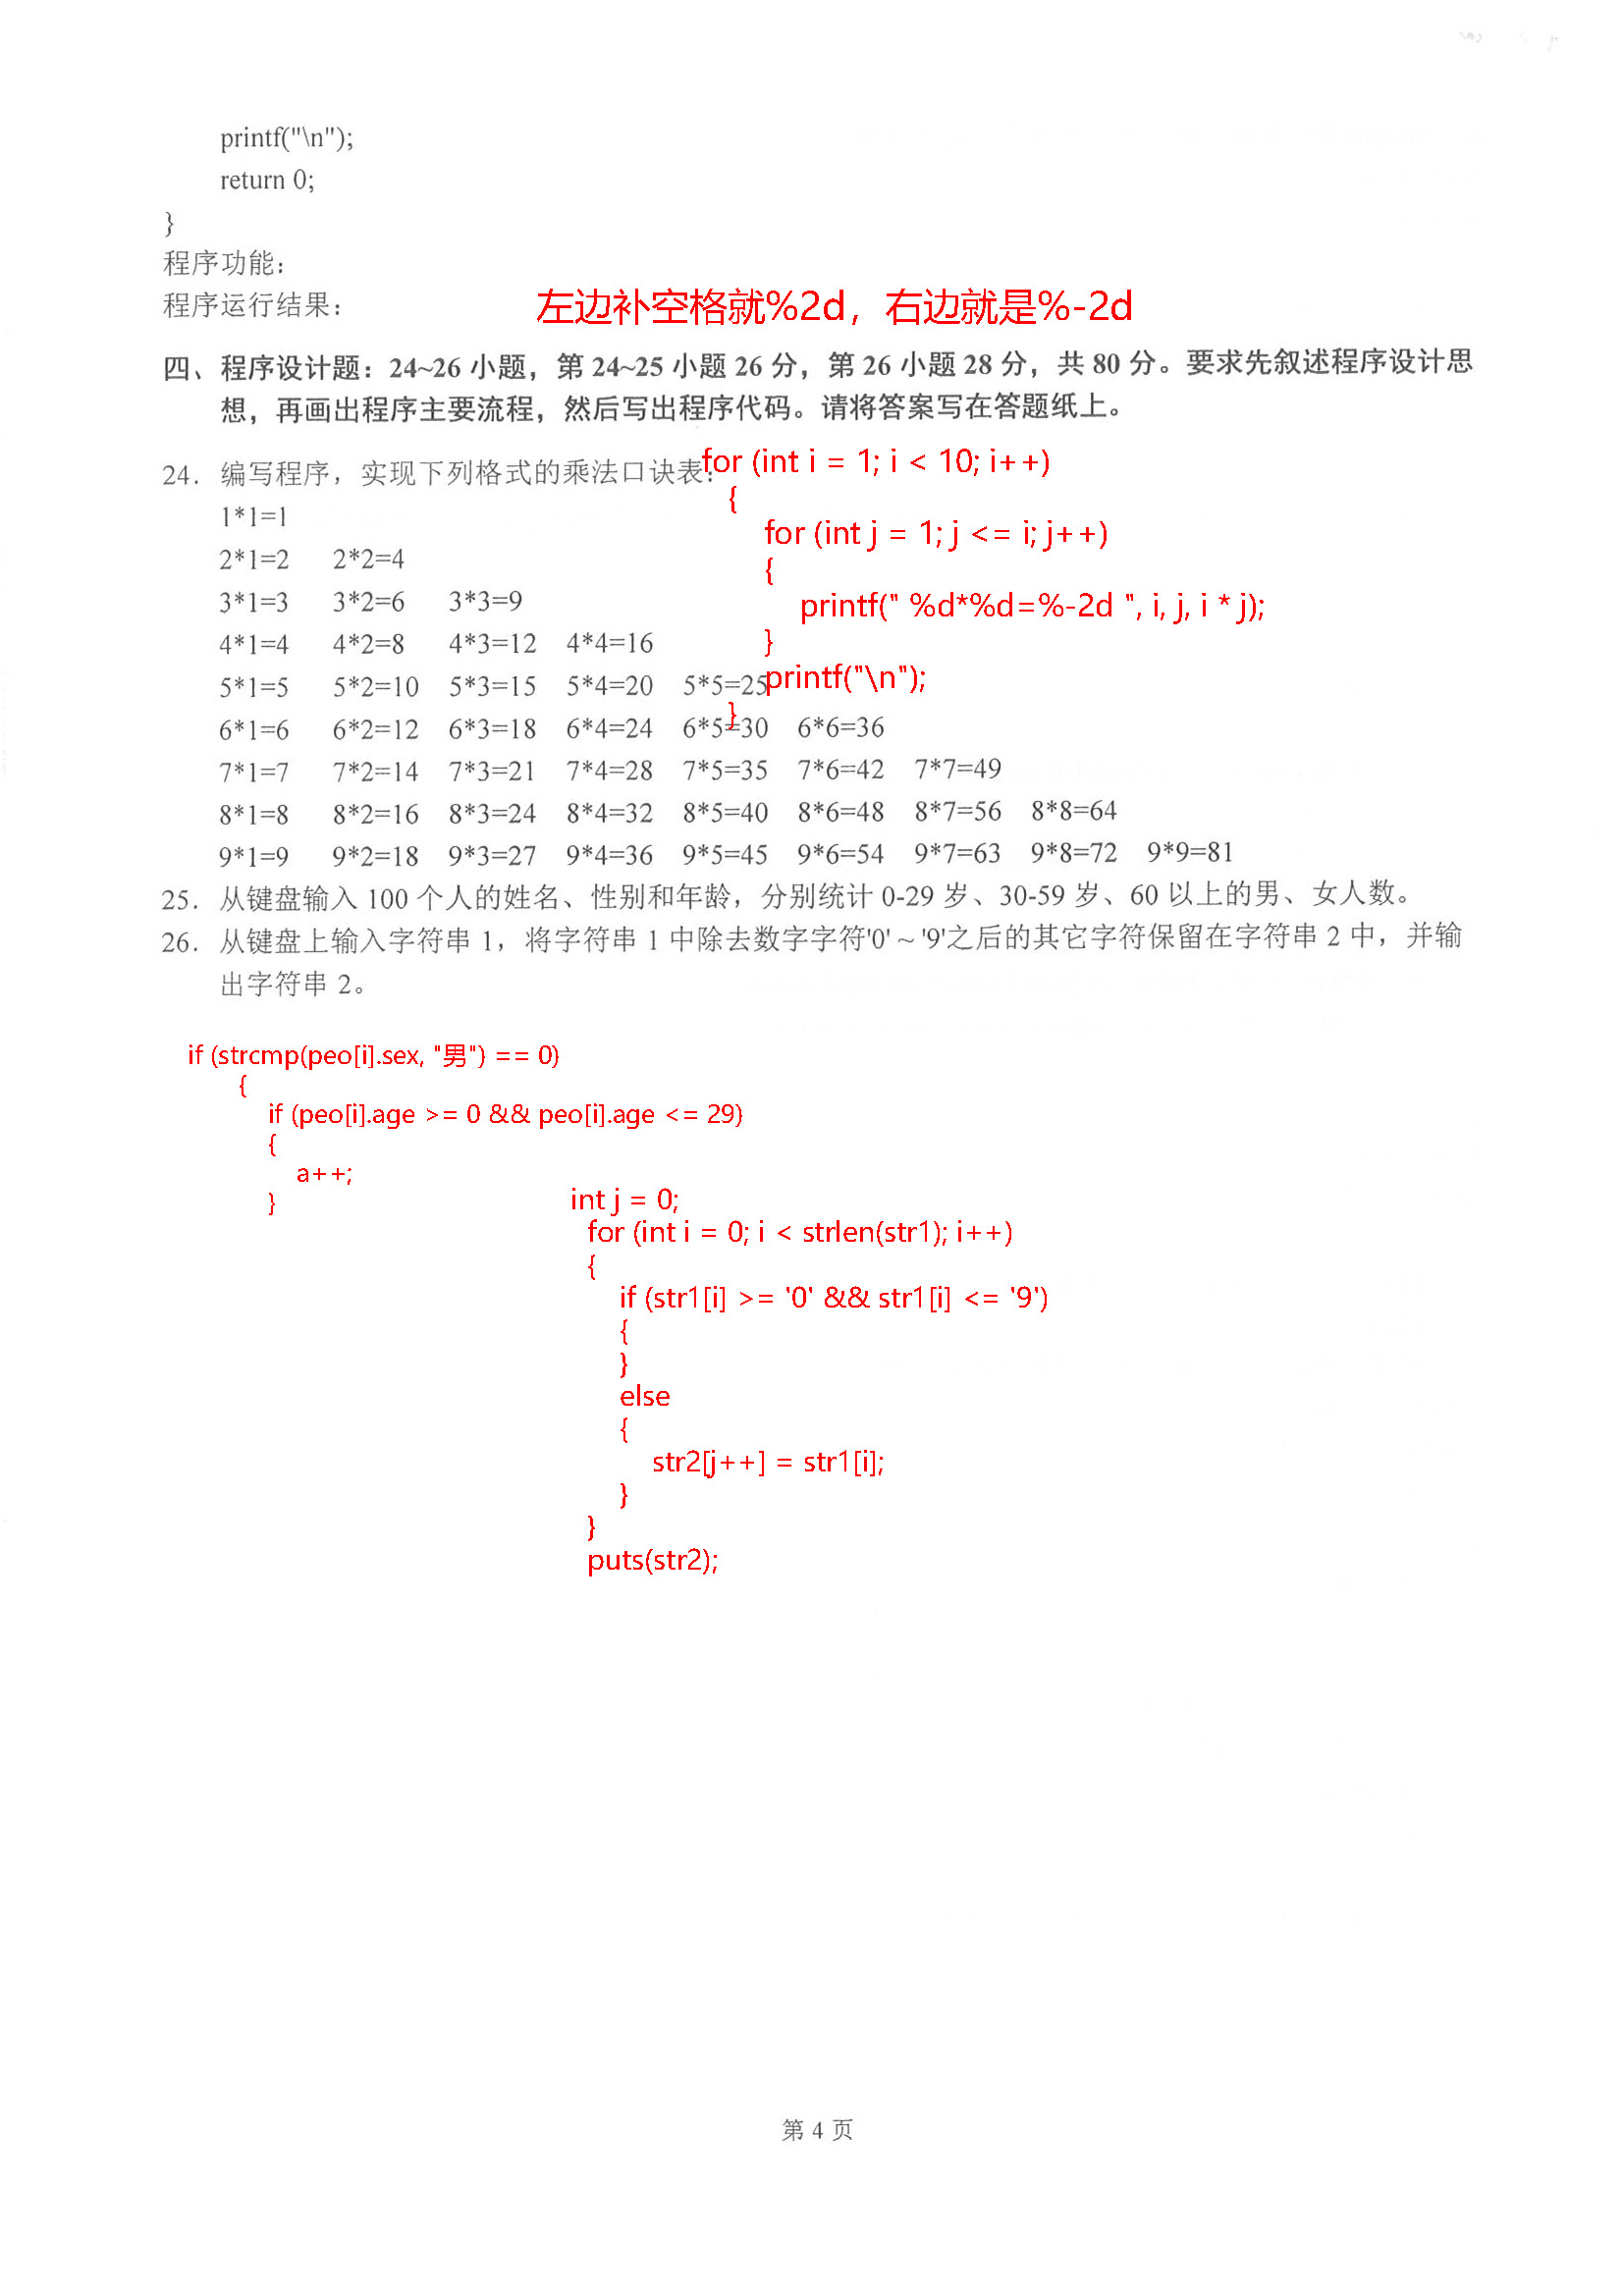 printf("\n");
return 0;
}
程序功能：
程序运行结果：
左边补空格就%2d，右边就是%-2d
四、程序设计题：24~26 小题，第 24~25 小题 26 分，第 26 小题 28 分，共 80 分。要求先叙述程序设计思
想，再画出程序主要流程，然后写出程序代码。请将答案写在答题纸上。
24．编写程序，实现下列格式的乘法口诀表：
1*1=1
2*1=2 2*2=4
3*1=3 3*2=6 3*3=9
4*1=4 4*2=8 4*3=12 4*4=16
5*1=5 5*2=10 5*3=15 5*4=20 5*5=25
6*1=6 6*2=12 6*3=18 6*4=24 6*5=30 6*6=36
7*1=7 7*2=14 7*3=21 7*4=28 7*5=35 7*6=42 7*7=49
8*1=8 8*2=16 8*3=24 8*4=32 8*5=40 8*6=48 8*7=56 8*8=64
9*1=9 9*2=18 9*3=27 9*4=36 9*5=45 9*6=54 9*7=63 9*8=72 9*9=81
for (int i = 1; i < 10; i++)
{
for (int j = 1; j <= i; j++)
{
printf(" %d*%d=%-2d ", i, j, i * j);
}
printf("\n");
}
25．从键盘输入 100 个人的姓名、性别和年龄，分别统计 0-29 岁、30-59 岁、60 以上的男、女人数。
26．从键盘上输入字符串 1，将字符串 1 中除去数字字符'0' ~ '9'之后的其它字符保留在字符串 2 中，并输
出字符串 2。
if (strcmp(peo[i].sex, "男") == 0)
{
if (peo[i].age >= 0 && peo[i].age <= 29)
{
a++;
}
int j = 0;
for (int i = 0; i < strlen(str1); i++)
{
if (str1[i] >= '0' && str1[i] <= '9')
{
}
else
{
str2[j++] = str1[i];
}
}
puts(str2);
第 4 页